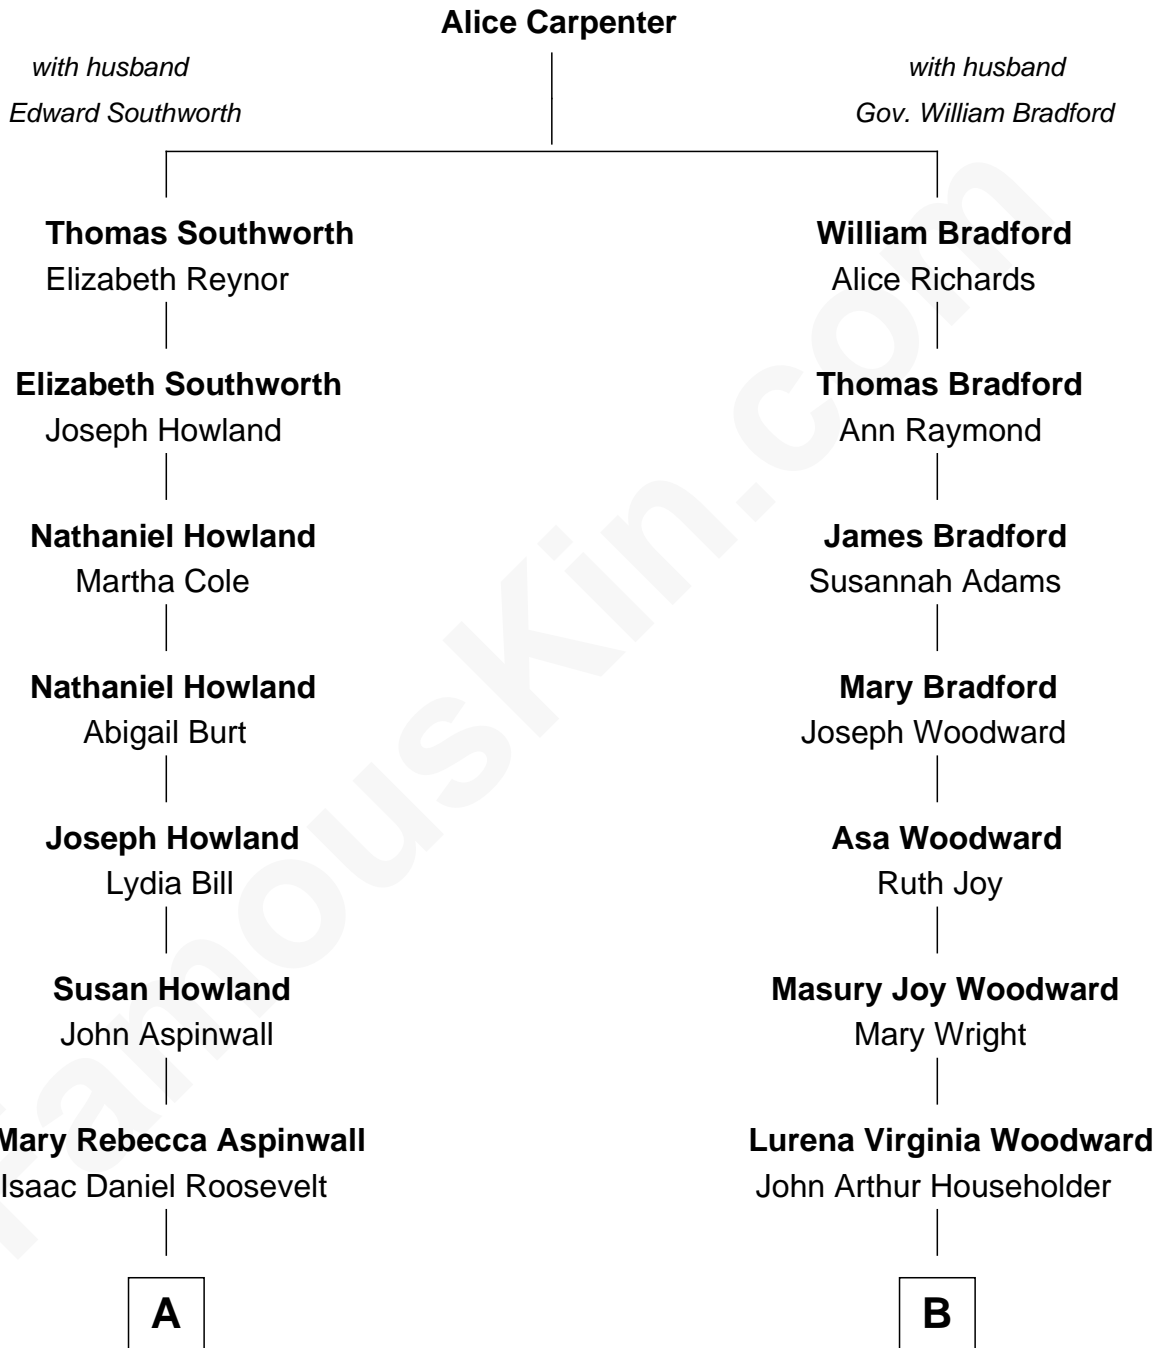 Alice Carpenter
with husband
Edward Southworth
with husband
Gov. William Bradford
Thomas Southworth
Elizabeth Reynor
William Bradford
Alice Richards
Elizabeth Southworth
Joseph Howland
Thomas Bradford
Ann Raymond
Nathaniel Howland
Martha Cole
James Bradford
Susannah Adams
Nathaniel Howland
Abigail Burt
Mary Bradford
Joseph Woodward
Joseph Howland
Lydia Bill
Asa Woodward
Ruth Joy
Susan Howland
John Aspinwall
Masury Joy Woodward
Mary Wright
Mary Rebecca Aspinwall
Isaac Daniel Roosevelt
Lurena Virginia Woodward
John Arthur Householder
A
B
famouskin.com